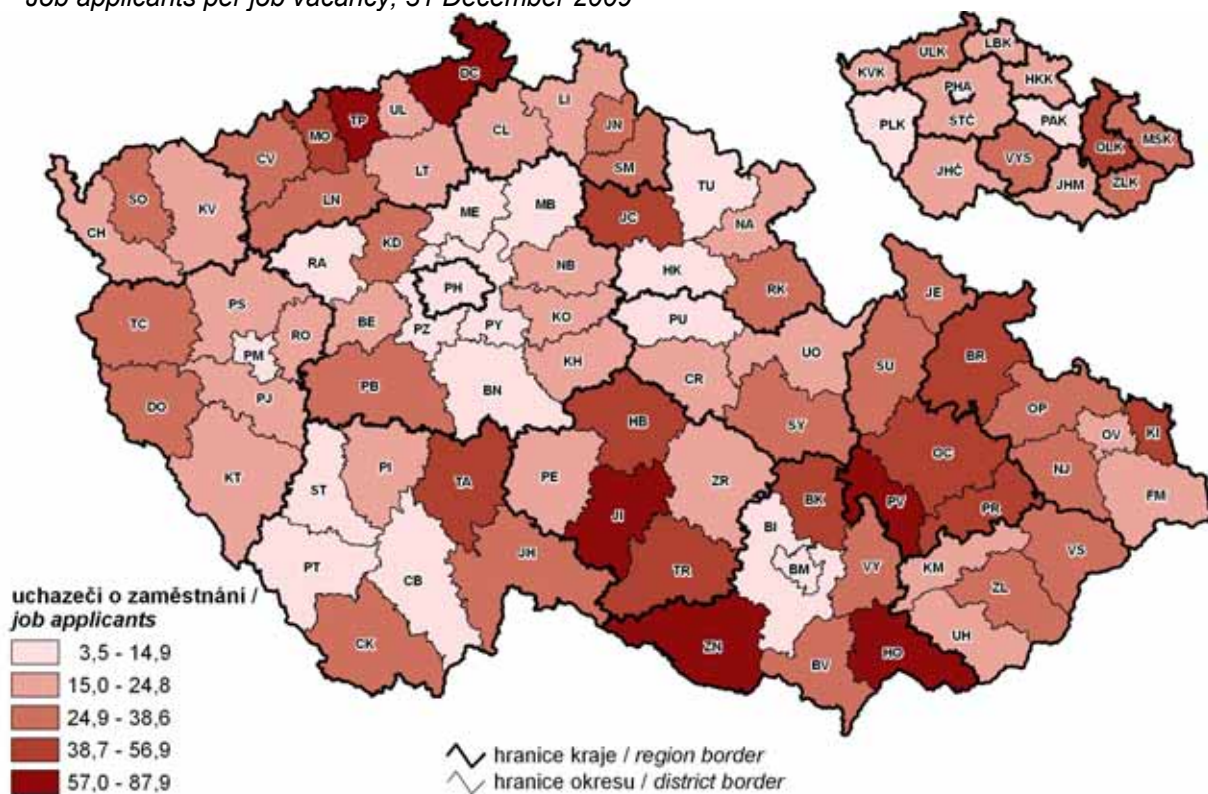 Job applicants per job vacancy; 31 December 2009
DC
LI
UL
TP
MO
CL
JN
CV
LT
SM
TU
SO
LN
ME
MB
JC
KV
NA
CH
KD
RA
NB
HK
PH
RK
JE
PS
TC
RO
BE
PZ
PY
KO
PU
PM
UO
SU
BR
KH
CR
PB
BN
PJ
DO
OP
HB
SY
OV
KI
OC
NJ
KT
ST
PI
TA
PE
ZR
FM
JI
BK
PV
PR
BI
VS
JH
PT
CB
TR
BM
VY
KM
ZL
CK
ZN
HO
UH
BV
ULK
LBK
KVK
HKK
PHA
PLK
STČ
PAK
OLK
MSK
VYS
JHČ
JHM
ZLK
uchazeči o zaměstnání /
job applicants
3,5 - 14,9
15,0 - 24,8
24,9 - 38,6
38,7 - 56,9
57,0 - 87,9
hranice kraje / region border
hranice okresu / district border